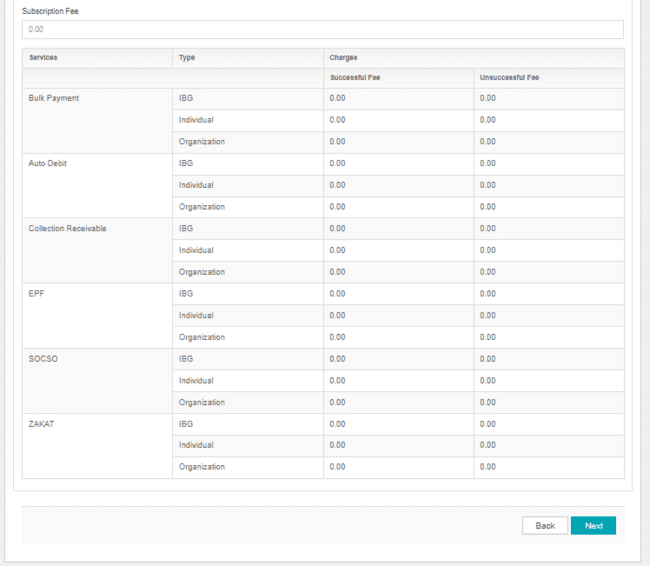 Subscription Fee
0.00
Services Type Charges
Successful Fee Unsuccessful Fee
Bulk Payment IBG 0.00 0.00
Individual 0.00 0.00
Organization 0.00 0.00
Auto Debit IBG 0.00 0.00
Individual 0.00 0.00
Organization 0.00 0.00
Collection Receivable IBG 0.00 0.00
Individual 0.00 0.00
Organization 0.00 0.00
EPF IBG 0.00 0.00
Individual 0.00 0.00
Organization 0.00 0.00
SOCSO IBG 0.00 0.00
Individual 0.00 0.00
Organization 0.00 0.00
ZAKAT IBG 0.00 0.00
Individual 0.00 0.00
Organization 0.00 0.00
Back Next